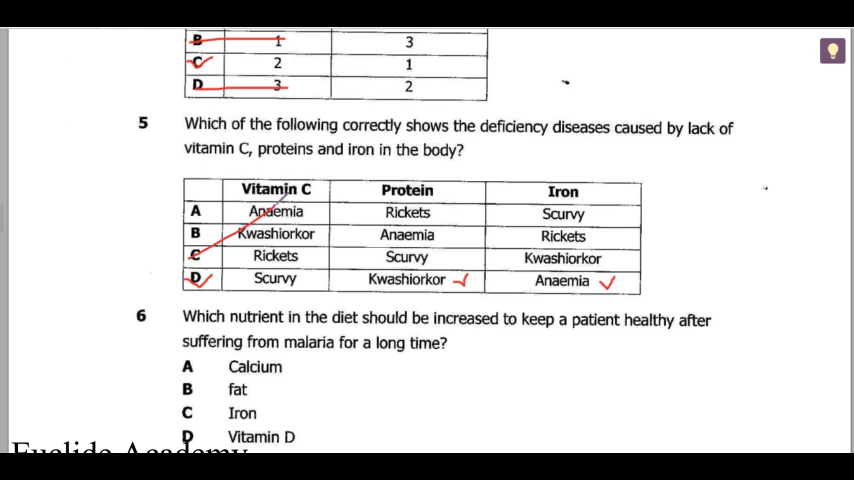 B 1 3
C 2 1
D 3 2
5 Which of the following correctly shows the deficiency diseases caused by lack of
vitamin C, proteins and iron in the body?
Vitamin C Protein Iron
A Anaemia Rickets Scurvy
B Kwashiorkor Anaemia Rickets
C Rickets Scurvy Kwashiorkor
D Scurvy Kwashiorkor Anaemia
6 Which nutrient in the diet should be increased to keep a patient healthy after
suffering from malaria for a long time?
A Calcium
B fat
C Iron
D Vitamin D
Euclide Academy